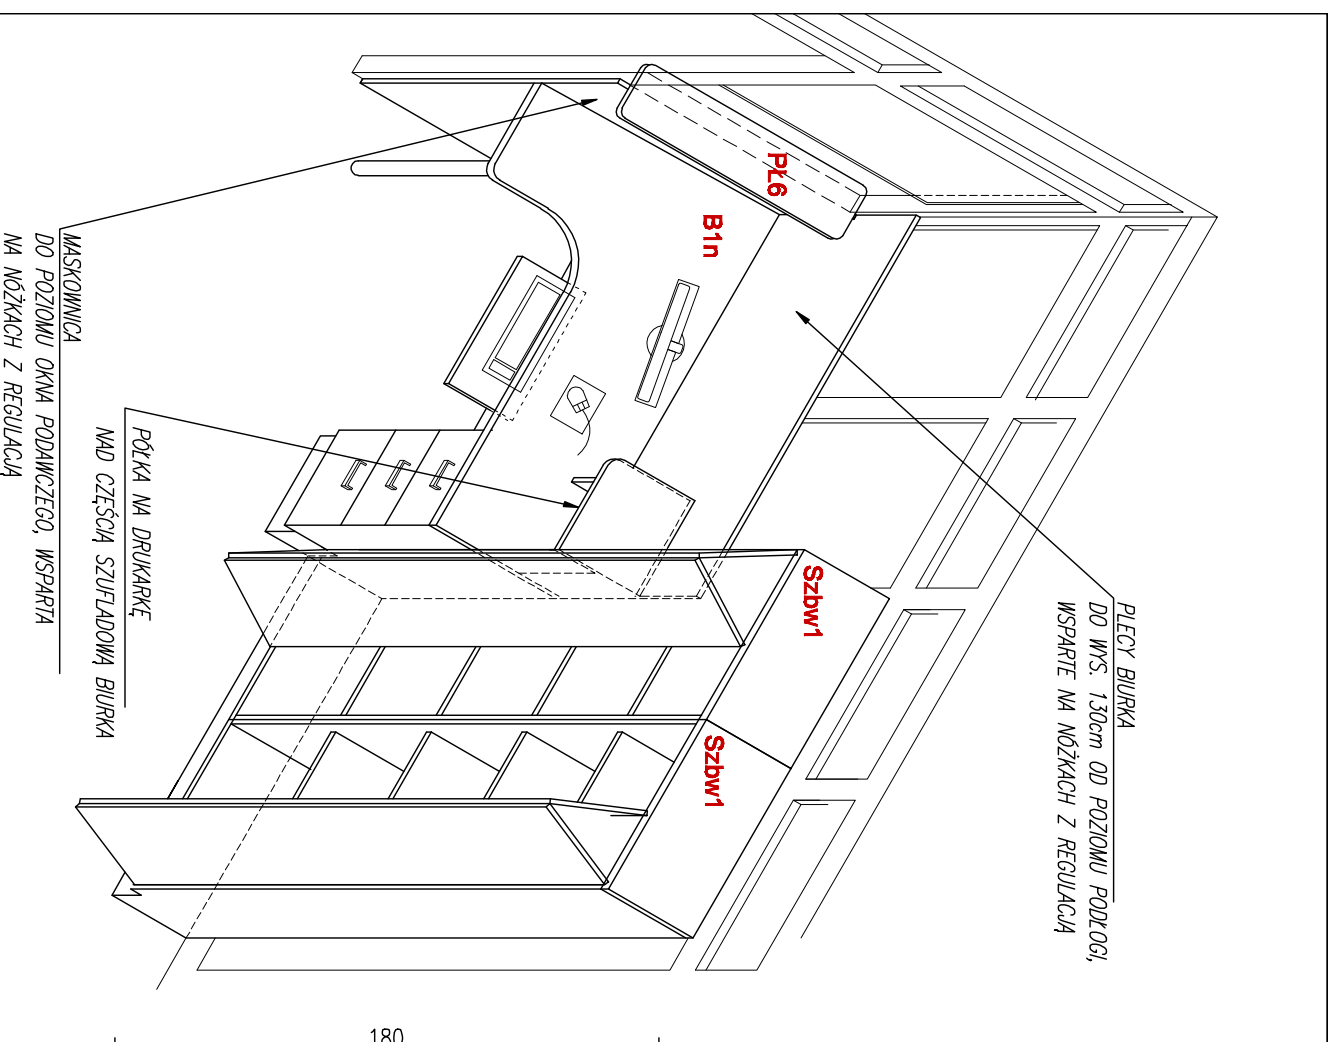 PŁ6
B1n
Szbw1
Szbw1
PLECY BIURKA
DO WYS. 130cm OD POZIOMU PODŁOGI,
WSPARTE NA NÓŻKACH Z REGULACJĄ
PÓŁKA NA DRUKARKĘ
NAD CZĘŚCIĄ SZUFLADOWĄ BIURKA
MASKOWNICA
DO POZIOMU OKNA PODAWCZEGO, WSPARTA
NA NÓŻKACH Z REGULACJĄ
180